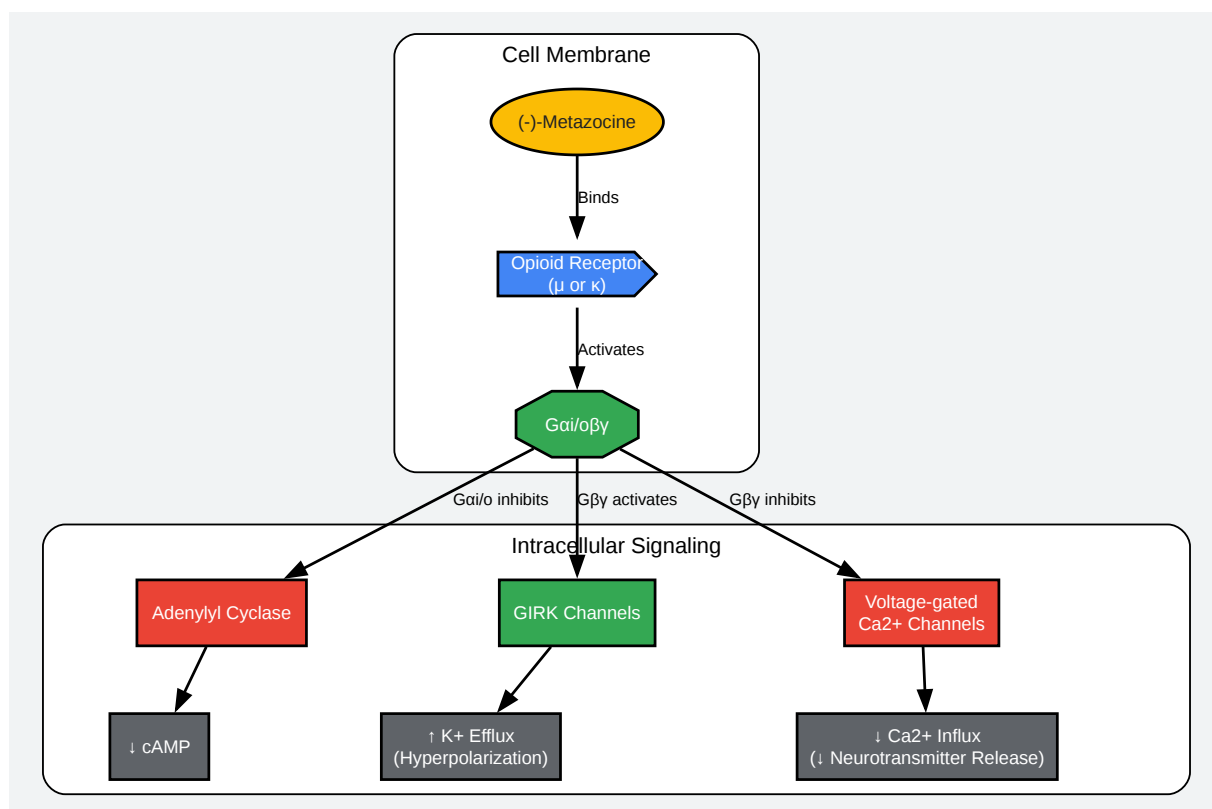 Cell Membrane
(-)-Metazocine
Binds
Opioid Receptor
(μ or κ)
Activates
Gαi/oβγ
Gαi/o inhibits
Gβγ activates
Gβγ inhibits
Intracellular Signaling
Adenylyl Cyclase
GIRK Channels
Voltage-gated
Ca2+ Channels
↓ cAMP
↑ K+ Efflux
(Hyperpolarization)
↓ Ca2+ Influx
(↓ Neurotransmitter Release)